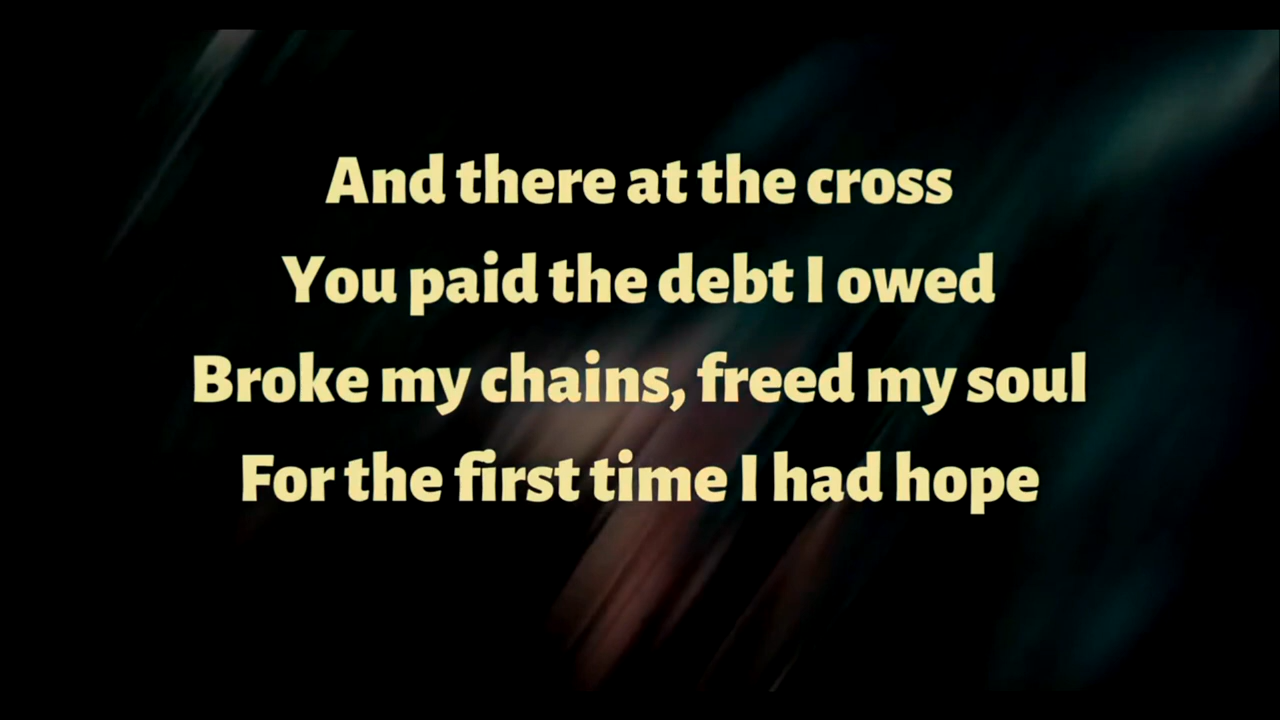 And there at the cross
You paid the debt I owed
Broke my chains, freed my soul
For the first time I had hope